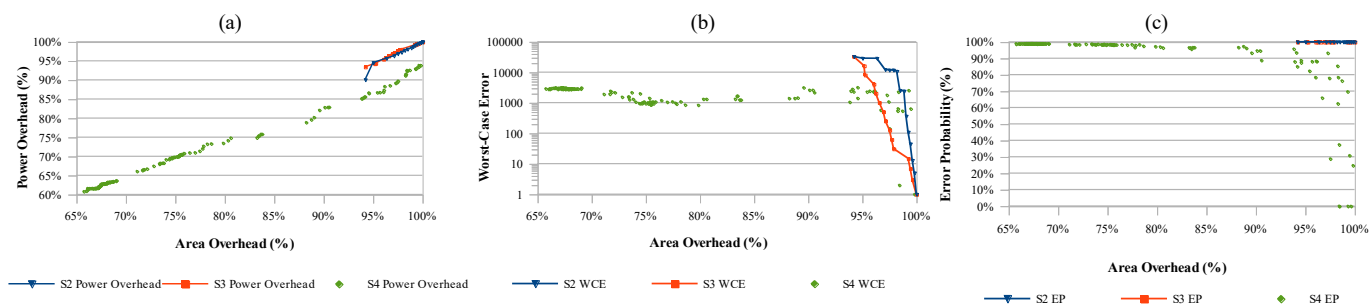 (a)
Power Overhead (%)
100%
95%
90%
85%
80%
75%
70%
65%
60%
65% 70% 75% 80% 85% 90% 95% 100%
Area Overhead (%)
S2 Power Overhead S3 Power Overhead S4 Power Overhead
(b)
Worst-Case Error
100000
10000
1000
100
10
1
65% 70% 75% 80% 85% 90% 95% 100%
Area Overhead (%)
S2 WCE S3 WCE S4 WCE
(c)
Error Probability (%)
100%
90%
80%
70%
60%
50%
40%
30%
20%
10%
0%
65% 70% 75% 80% 85% 90% 95% 100%
Area Overhead (%)
S2 EP S3 EP S4 EP